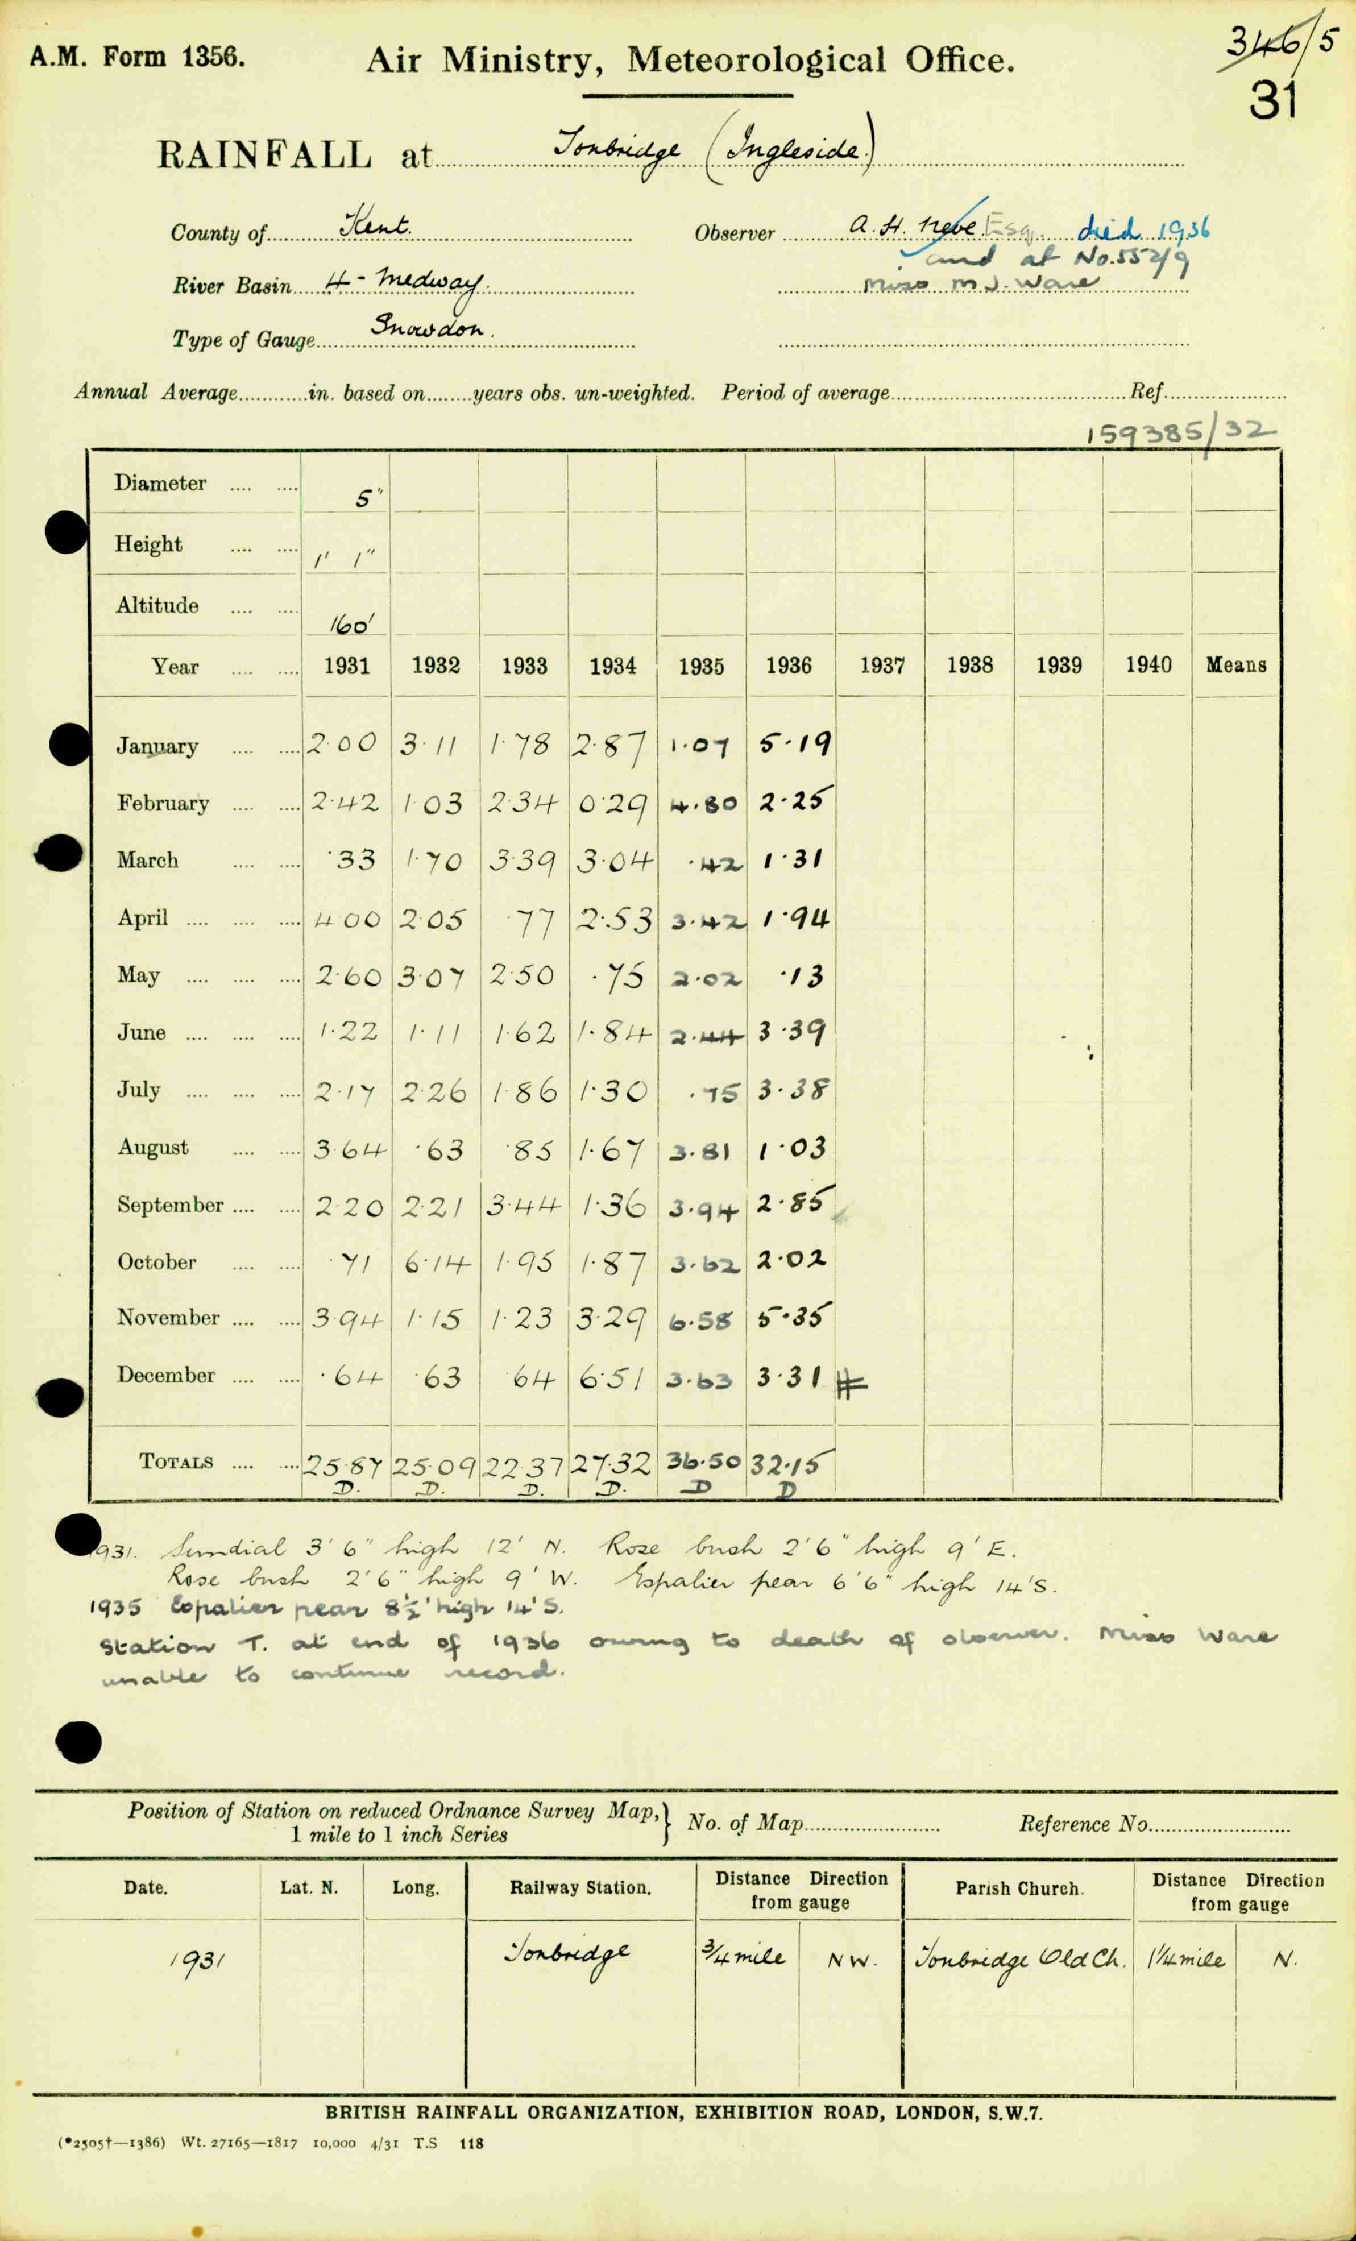 A.M. Form 1356.
Air Ministry, Meteorological Office.
346/5
31
RAINFALL at Tonbridge (Ingleside)
County of Kent.
Observer A. H. Neve Esq. died 1936
and at No. 552/9
River Basin 4 - Medway.
Miss M J. Ware
Type of Gauge Snowdon.
Annual Average in. based on years obs. un-weighted. Period of average Ref.
159385/32
Diameter 5"
Height 1' 1"
Altitude 160'
Year 1931 1932 1933 1934 1935 1936 1937 1938 1939 1940 Means
January 2.00 3.11 1.78 2.87 1.07 5.19
February 2.42 1.03 2.34 0.29 4.80 2.25
March .33 1.70 3.39 3.04 .42 1.31
April 4.00 2.05 .77 2.53 3.42 1.94
May 2.60 3.07 2.50 .75 2.02 .13
June 1.22 1.11 1.62 1.84 2.44 3.39
July 2.17 2.26 1.86 1.30 .75 3.38
August 3.64 .63 .85 1.67 3.81 1.03
September 2.20 2.21 3.44 1.36 3.94 2.85
October .71 6.14 1.95 1.87 3.62 2.02
November 3.94 1.15 1.23 3.29 6.58 5.35
December .64 .63 .64 6.51 3.63 3.31
TOTALS 25.87 25.09 22.37 27.32 36.50 32.15
D. D. D. D. D D
1931. Sundial 3' 6" high 12' N. Rose bush 2' 6" high 9' E.
Rose bush 2' 6" high 9' W. Espalier pear 6' 6" high 14' S.
1935 Espalier pear 8½' high 14' S.
Station T. at end of 1936 owing to death of observer. Miss Ware
unable to continue record.
Position of Station on reduced Ordnance Survey Map,
1 mile to 1 inch Series
No. of Map
Reference No.
Date. Lat. N. Long. Railway Station. Distance Direction from gauge Parish Church. Distance Direction from gauge
1931 Tonbridge 3/4 mile NW. Tonbridge Old Ch. 1 1/4 mile N.
BRITISH RAINFALL ORGANIZATION, EXHIBITION ROAD, LONDON, S.W.7.
(*2505†—1386) Wt. 27165—1817 10,000 4/31 T.S 118